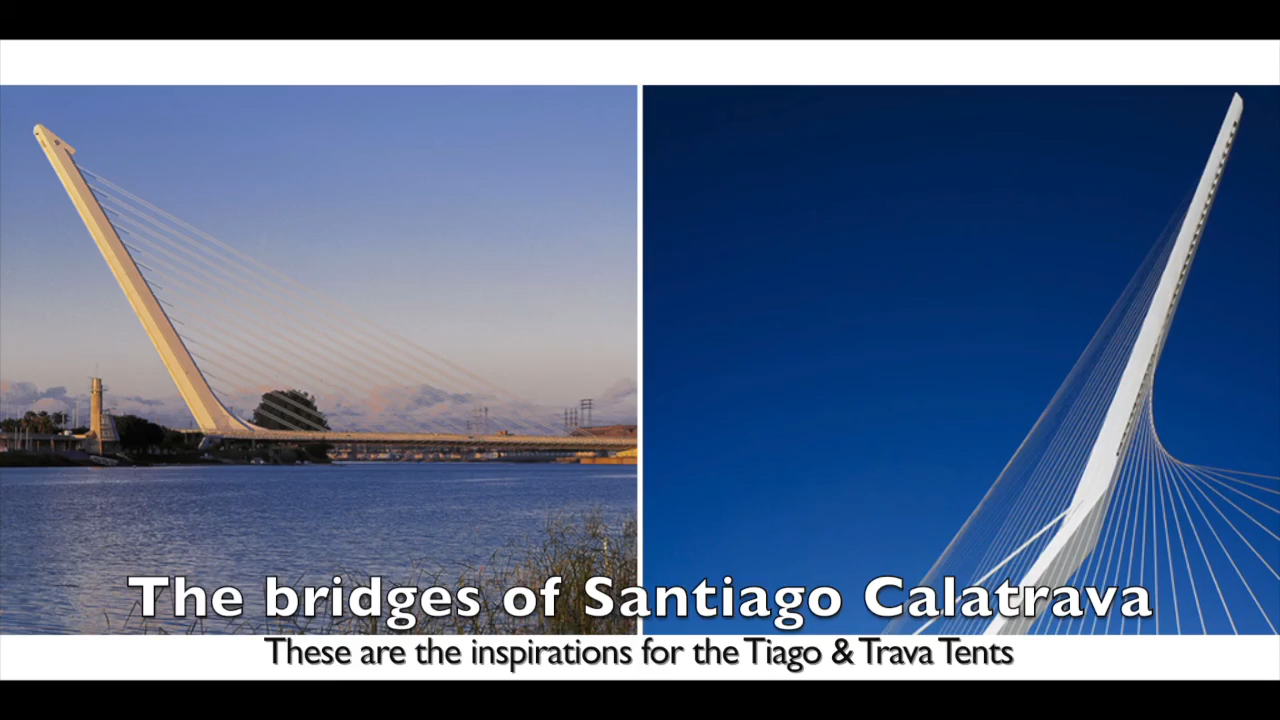 The bridges of Santiago Calatrava
These are the inspirations for the Tiago & Trava Tents